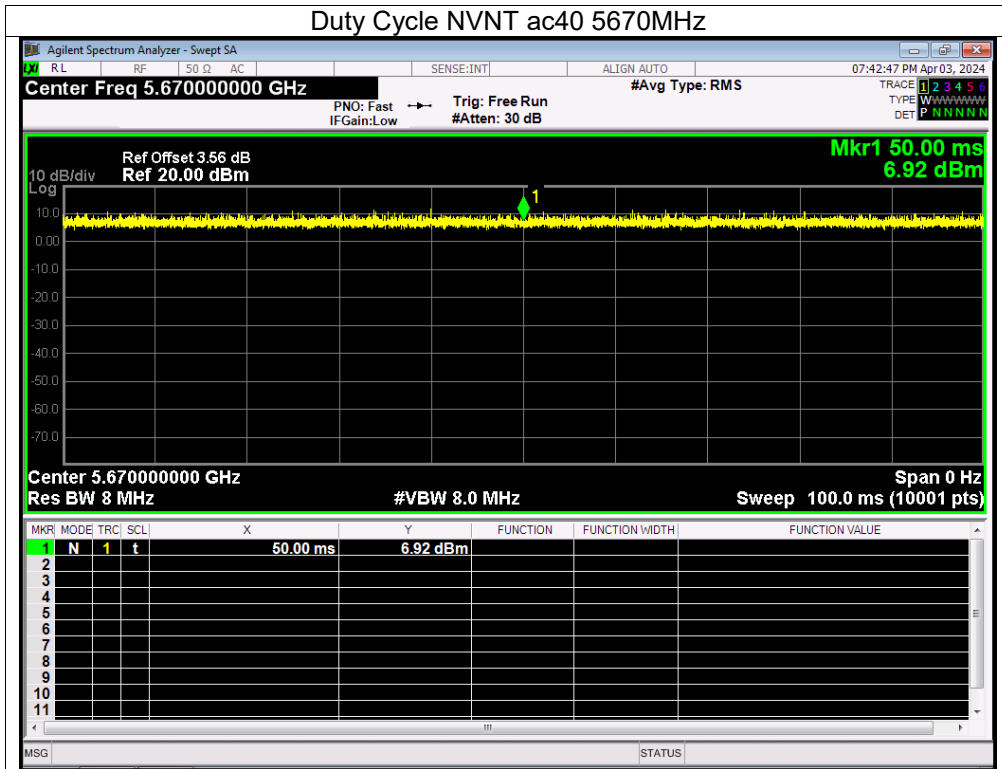 Duty Cycle NVNT ac40 5670MHz
Agilent Spectrum Analyzer - Swept SA
LXI RL RF 50 Ω AC SENSE:INT ALIGN AUTO 07:42:47 PM Apr 03, 2024
Center Freq 5.670000000 GHz #Avg Type: RMS TRACE 1 2 3 4 5 6
PNO: Fast Trig: Free Run TYPE WWWWWW
IFGain:Low #Atten: 30 dB DET P N N N N N
Mkr1 50.00 ms
Ref Offset 3.56 dB
10 dB/div Ref 20.00 dBm 6.92 dBm
Log
1
10.0
0.00
-10.0
-20.0
-30.0
-40.0
-50.0
-60.0
-70.0
Center 5.670000000 GHz Span 0 Hz
Res BW 8 MHz #VBW 8.0 MHz Sweep 100.0 ms (10001 pts)
MKR MODE TRC SCL X Y FUNCTION FUNCTION WIDTH FUNCTION VALUE
1 N 1 t 50.00 ms 6.92 dBm
2
3
4
5
6
7
8
9
10
11
MSG STATUS